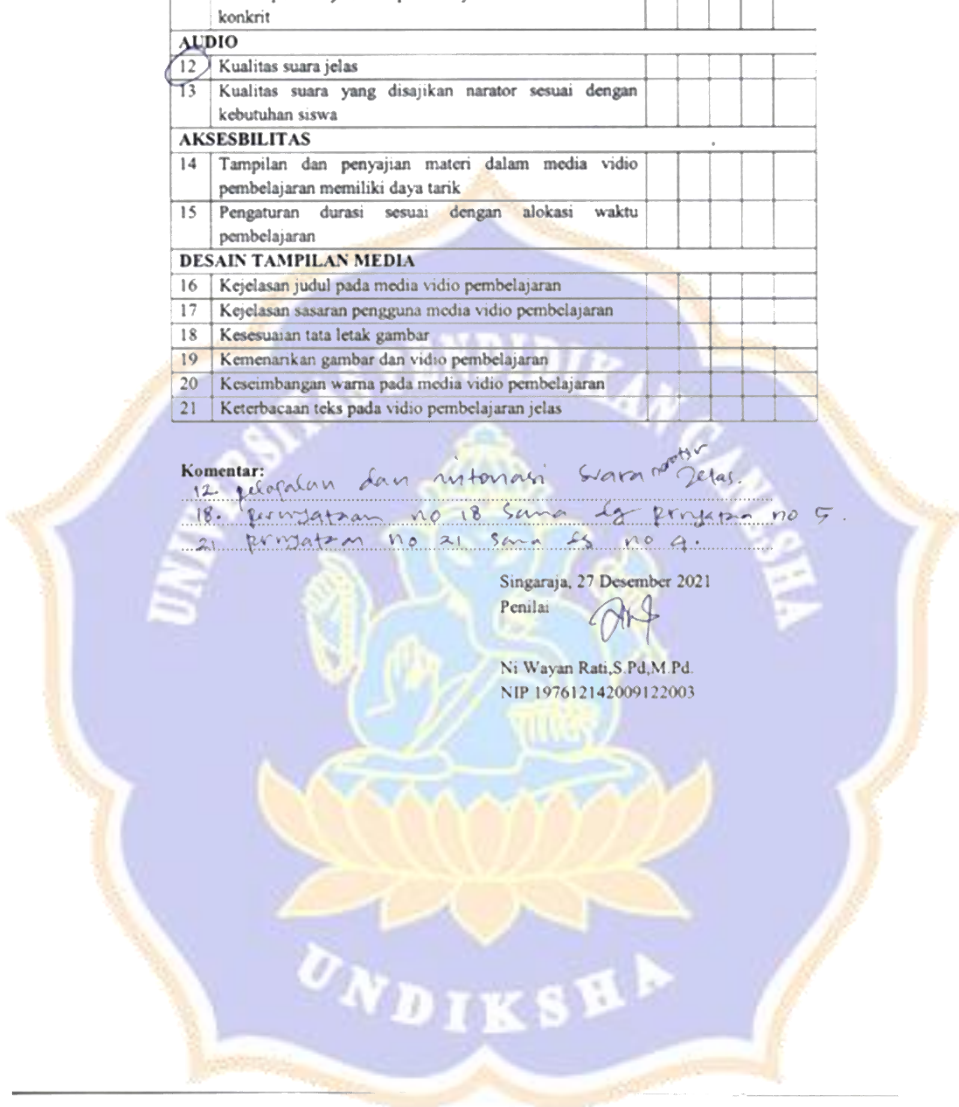 konkrit
AUDIO
12 Kualitas suara jelas
13 Kualitas suara yang disajikan narator sesuai dengan
kebutuhan siswa
AKSESBILITAS
14 Tampilan dan penyajian materi dalam media vidio
pembelajaran memiliki daya tarik
15 Pengaturan durasi sesuai dengan alokasi waktu
pembelajaran
DESAIN TAMPILAN MEDIA
16 Kejelasan judul pada media vidio pembelajaran
17 Kejelasan sasaran pengguna media vidio pembelajaran
18 Kesesuaian tata letak gambar
19 Kemenarikan gambar dan vidio pembelajaran
20 Keseimbangan warna pada media vidio pembelajaran
21 Keterbacaan teks pada vidio pembelajaran jelas
Komentar:
12. pelafalan dan intonasi suara narator jelas.
18. pernyataan no 18 sama dg prnyataan no 5.
21 prnyataan no 21 sama dg no 4.
Singaraja, 27 Desember 2021
Penilai
Ni Wayan Rati,S.Pd,M.Pd.
NIP 197612142009122003
UNIVERSITAS PENDIDIKAN GANESHA
UNDIKSHA